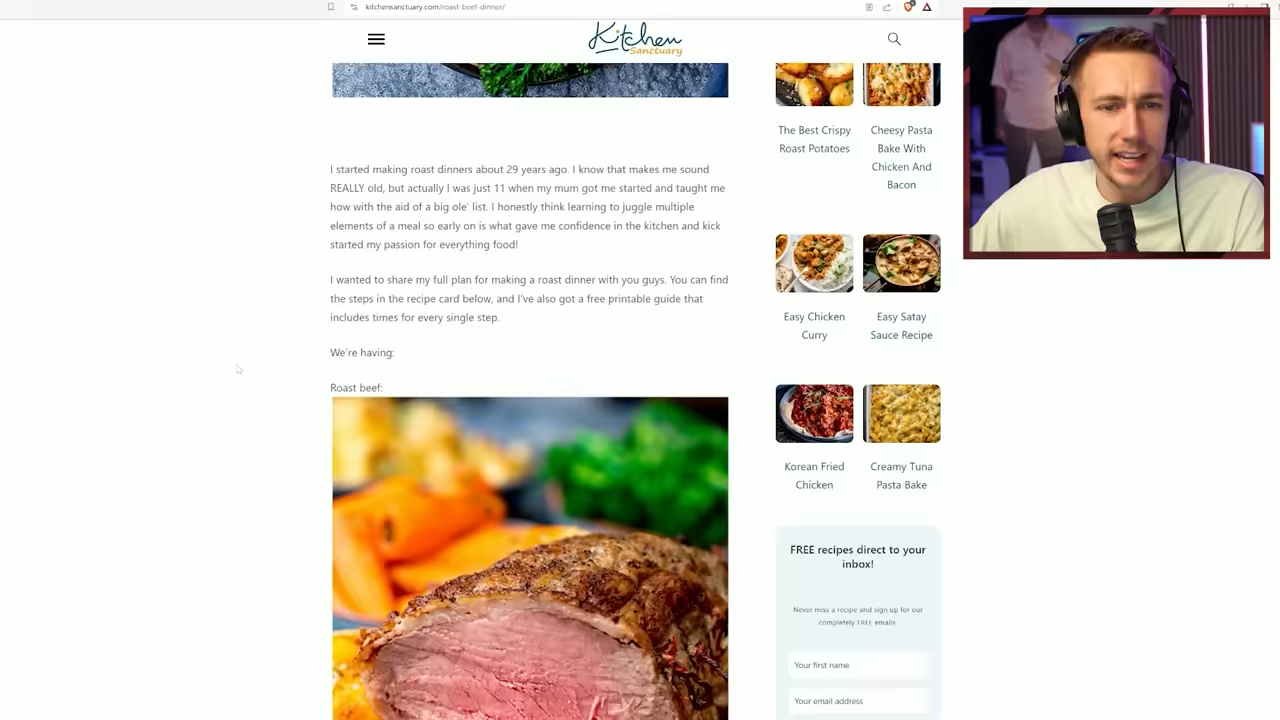 kitchensanctuary.com/roast-beef-dinner/
Kitchen
Sanctuary
I started making roast dinners about 29 years ago. I know that makes me sound
REALLY old, but actually I was just 11 when my mum got me started and taught me
how with the aid of a big ole' list. I honestly think learning to juggle multiple
elements of a meal so early on is what gave me confidence in the kitchen and kick
started my passion for everything food!
I wanted to share my full plan for making a roast dinner with you guys. You can find
the steps in the recipe card below, and I've also got a free printable guide that
includes times for every single step.
We're having:
Roast beef:
The Best Crispy
Roast Potatoes
Cheesy Pasta
Bake With
Chicken And
Bacon
Easy Chicken
Curry
Easy Satay
Sauce Recipe
Korean Fried
Chicken
Creamy Tuna
Pasta Bake
FREE recipes direct to your
inbox!
Never miss a recipe and sign up for our
completely FREE emails.
Your first name
Your email address